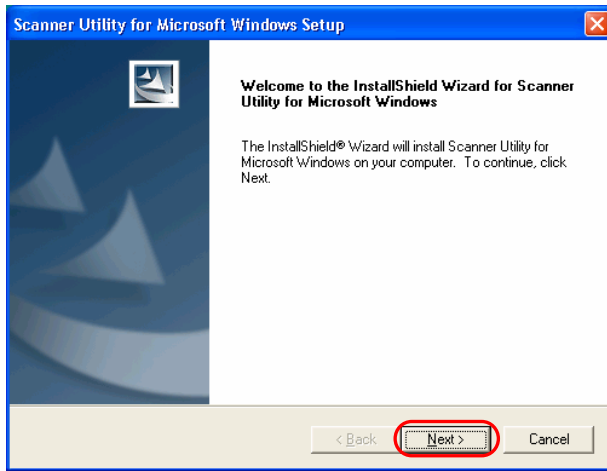 Scanner Utility for Microsoft Windows Setup
Welcome to the InstallShield Wizard for Scanner
Utility for Microsoft Windows
The InstallShield® Wizard will install Scanner Utility for
Microsoft Windows on your computer. To continue, click
Next.
< Back
Next >
Cancel